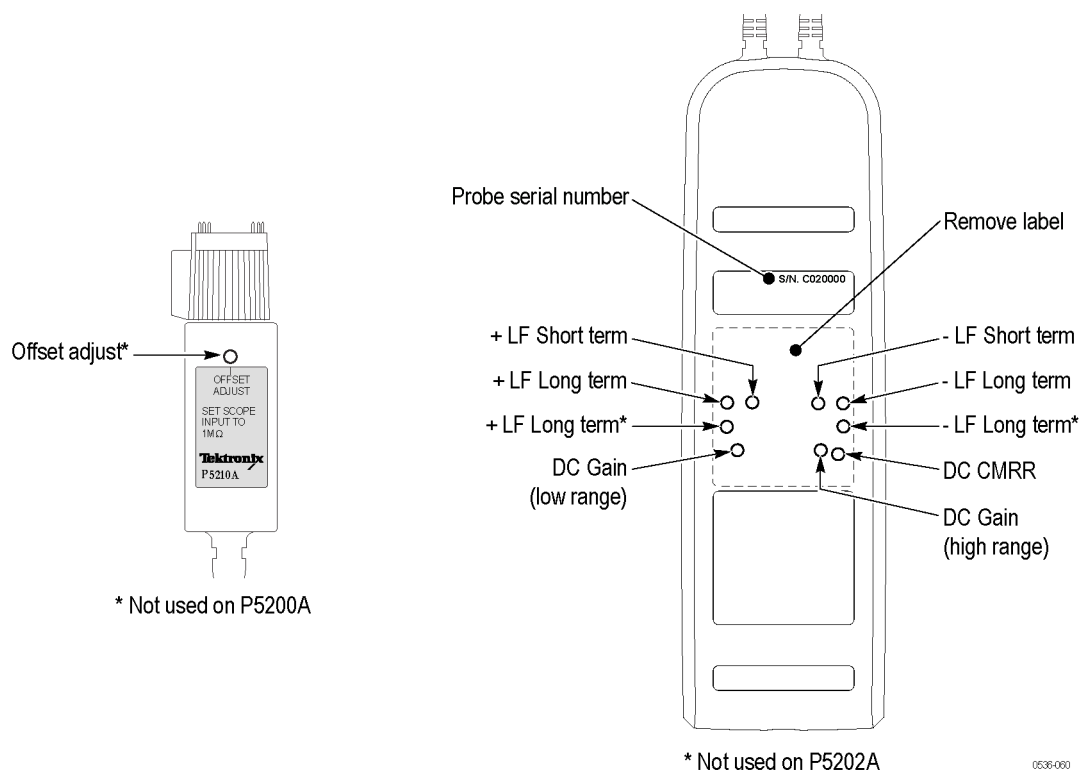 Offset adjust*
OFFSET
ADJUST
SET SCOPE
INPUT TO
1MΩ
Tektronix
P5210A
* Not used on P5200A
Probe serial number
S/N. C020000
Remove label
+ LF Short term
+ LF Long term
+ LF Long term*
DC Gain
(low range)
- LF Short term
- LF Long term
- LF Long term*
DC CMRR
DC Gain
(high range)
* Not used on P5202A
0536-060